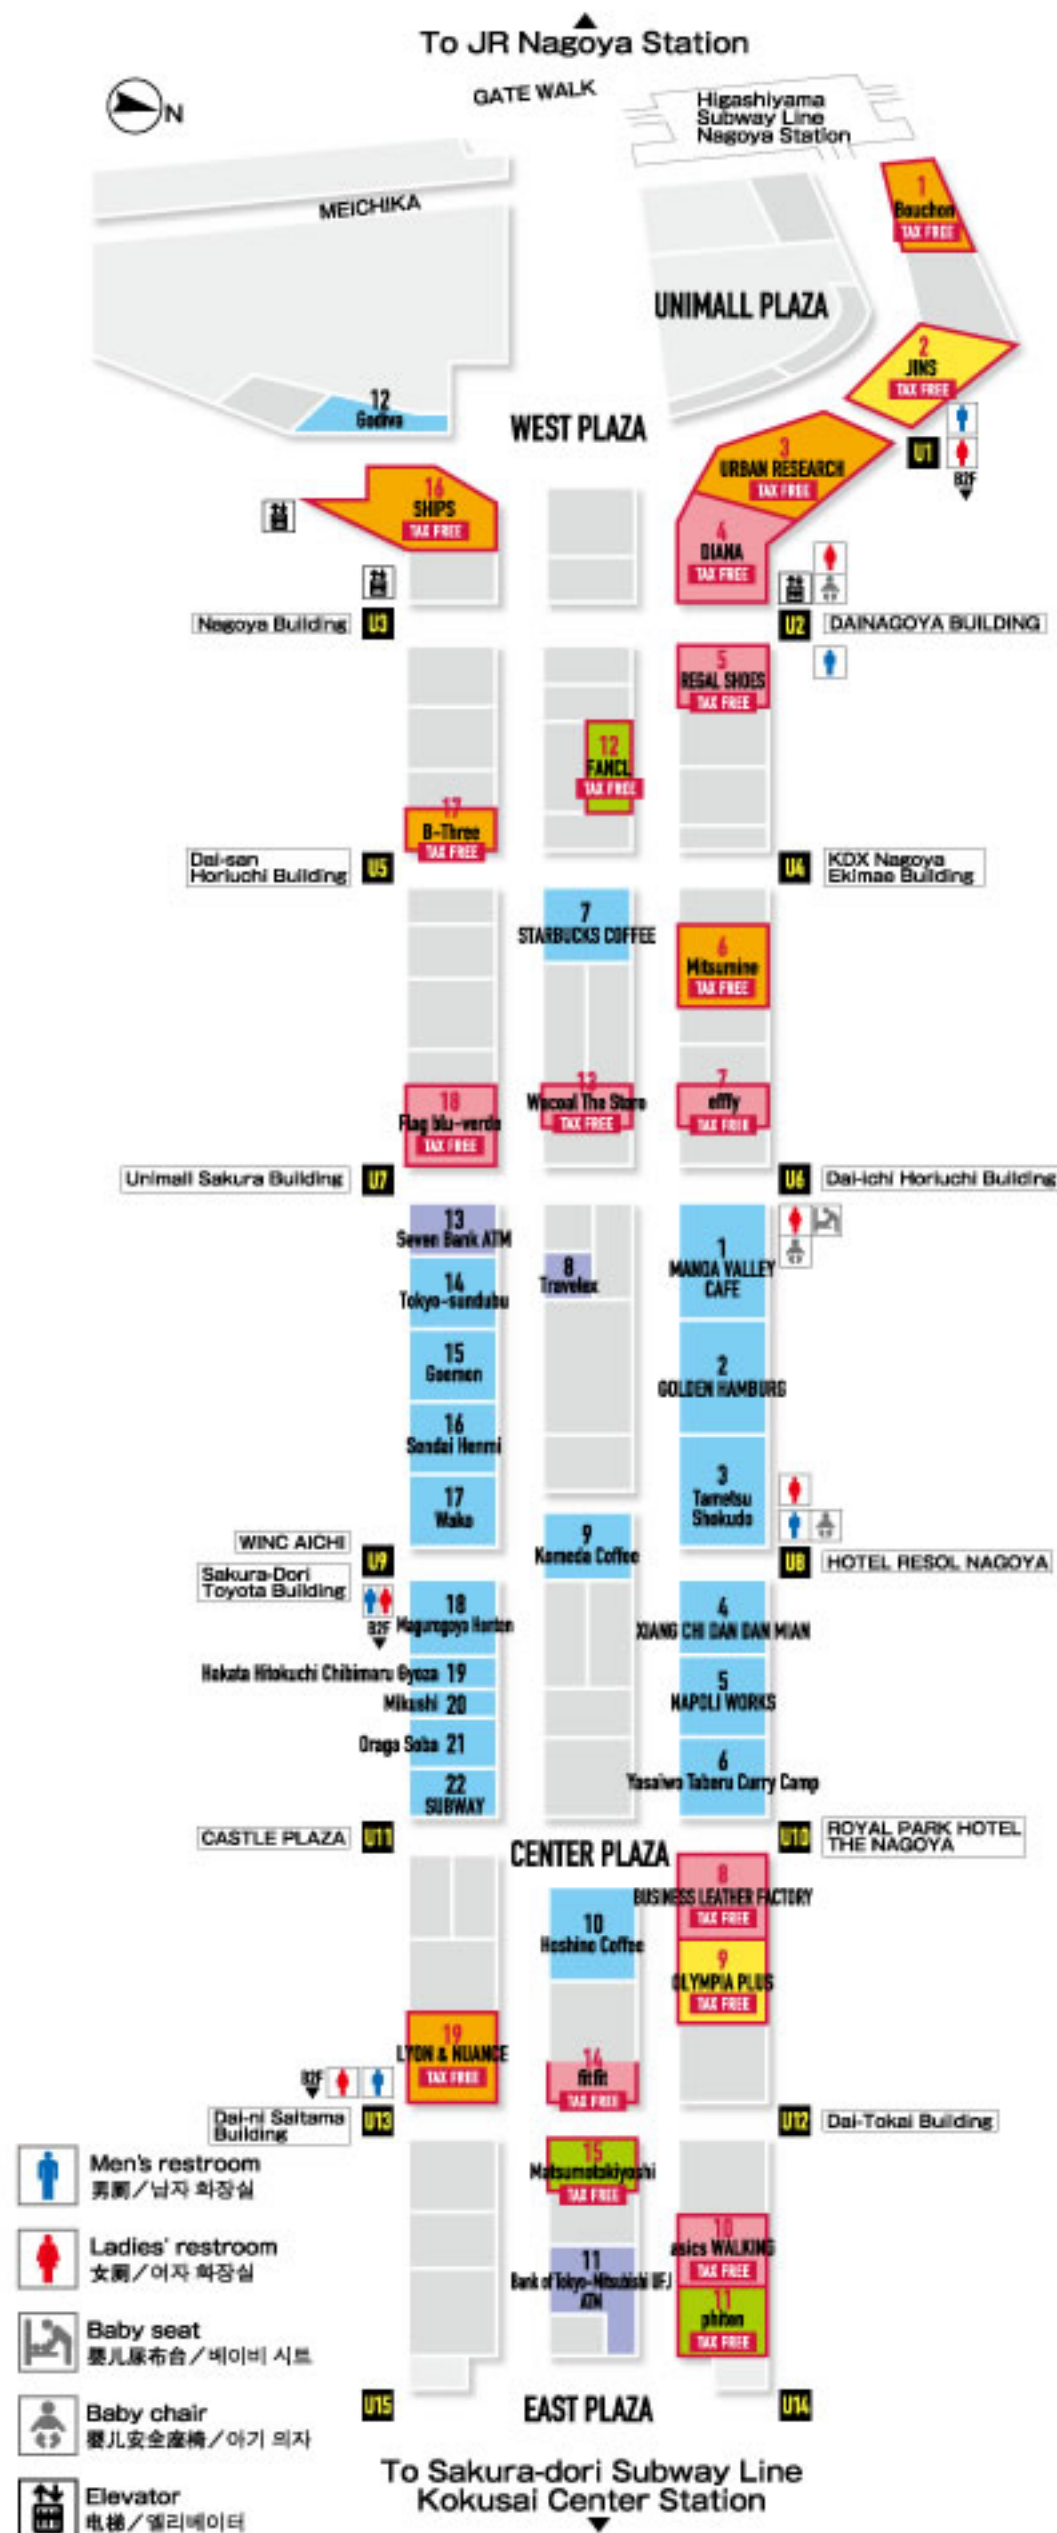 To JR Nagoya Station
GATE WALK
N
Higashiyama
Subway Line
Nagoya Station
MEICHIKA
1
Bouchon
TAX FREE
UNIMALL PLAZA
2
JINS
TAX FREE
12
Godiva
WEST PLAZA
3
URBAN RESEARCH
TAX FREE
U1
B2F
16
SHIPS
TAX FREE
4
DIANA
TAX FREE
Nagoya Building
U3
U2
DAINAGOYA BUILDING
5
REGAL SHOES
TAX FREE
12
FANCL
TAX FREE
17
B-Three
TAX FREE
Dai-san
Horiuchi Building
U5
U4
KDX Nagoya
Ekimae Building
7
STARBUCKS COFFEE
6
Mitsumine
TAX FREE
18
Flag blu-verde
TAX FREE
13
Wacoal The Store
TAX FREE
7
effly
TAX FREE
Unimall Sakura Building
U7
U6
Dai-ichi Horiuchi Building
13
Seven Bank ATM
8
Travelex
1
MANGA VALLEY
CAFE
14
Tokyo-sundubu
15
Goemon
2
GOLDEN HAMBURG
16
Sendai Henmi
17
Wako
3
Tametsu
Shokudo
9
Komeda Coffee
WINC AICHI
Sakura-Dori
Toyota Building
U9
B2F
U8
HOTEL RESOL NAGOYA
18
Magurogoya Honten
4
XIANG CHI DAN DAN MIAN
Hakata Hitokuchi Chibimaru Gyoza 19
Mikushi 20
5
NAPOLI WORKS
Oraga Soba 21
22
SUBWAY
6
Yasaiwo Taberu Curry Camp
CASTLE PLAZA
U11
CENTER PLAZA
U10
ROYAL PARK HOTEL
THE NAGOYA
8
BUSINESS LEATHER FACTORY
TAX FREE
10
Hoshino Coffee
9
OLYMPIA PLUS
TAX FREE
19
LYON & NUANCE
TAX FREE
14
fitfit
TAX FREE
B2F
Dai-ni Saitama
Building
U13
U12
Dai-Tokai Building
15
Matsumotokiyoshi
TAX FREE
10
asics WALKING
TAX FREE
11
Bank of Tokyo-Mitsubishi UFJ
ATM
11
phiten
TAX FREE
U15
EAST PLAZA
U14
To Sakura-dori Subway Line
Kokusai Center Station
Men's restroom
男厕／남자 화장실
Ladies' restroom
女厕／여자 화장실
Baby seat
婴儿尿布台／베이비 시트
Baby chair
婴儿安全座椅／아기 의자
Elevator
电梯／엘리베이터